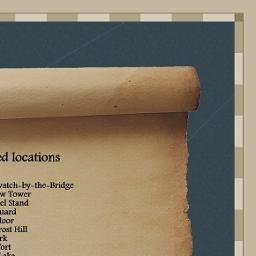 ed locations
watch-by-the-Bridge
w Tower
el Stand
uard
loor
rost Hill
rk
ort